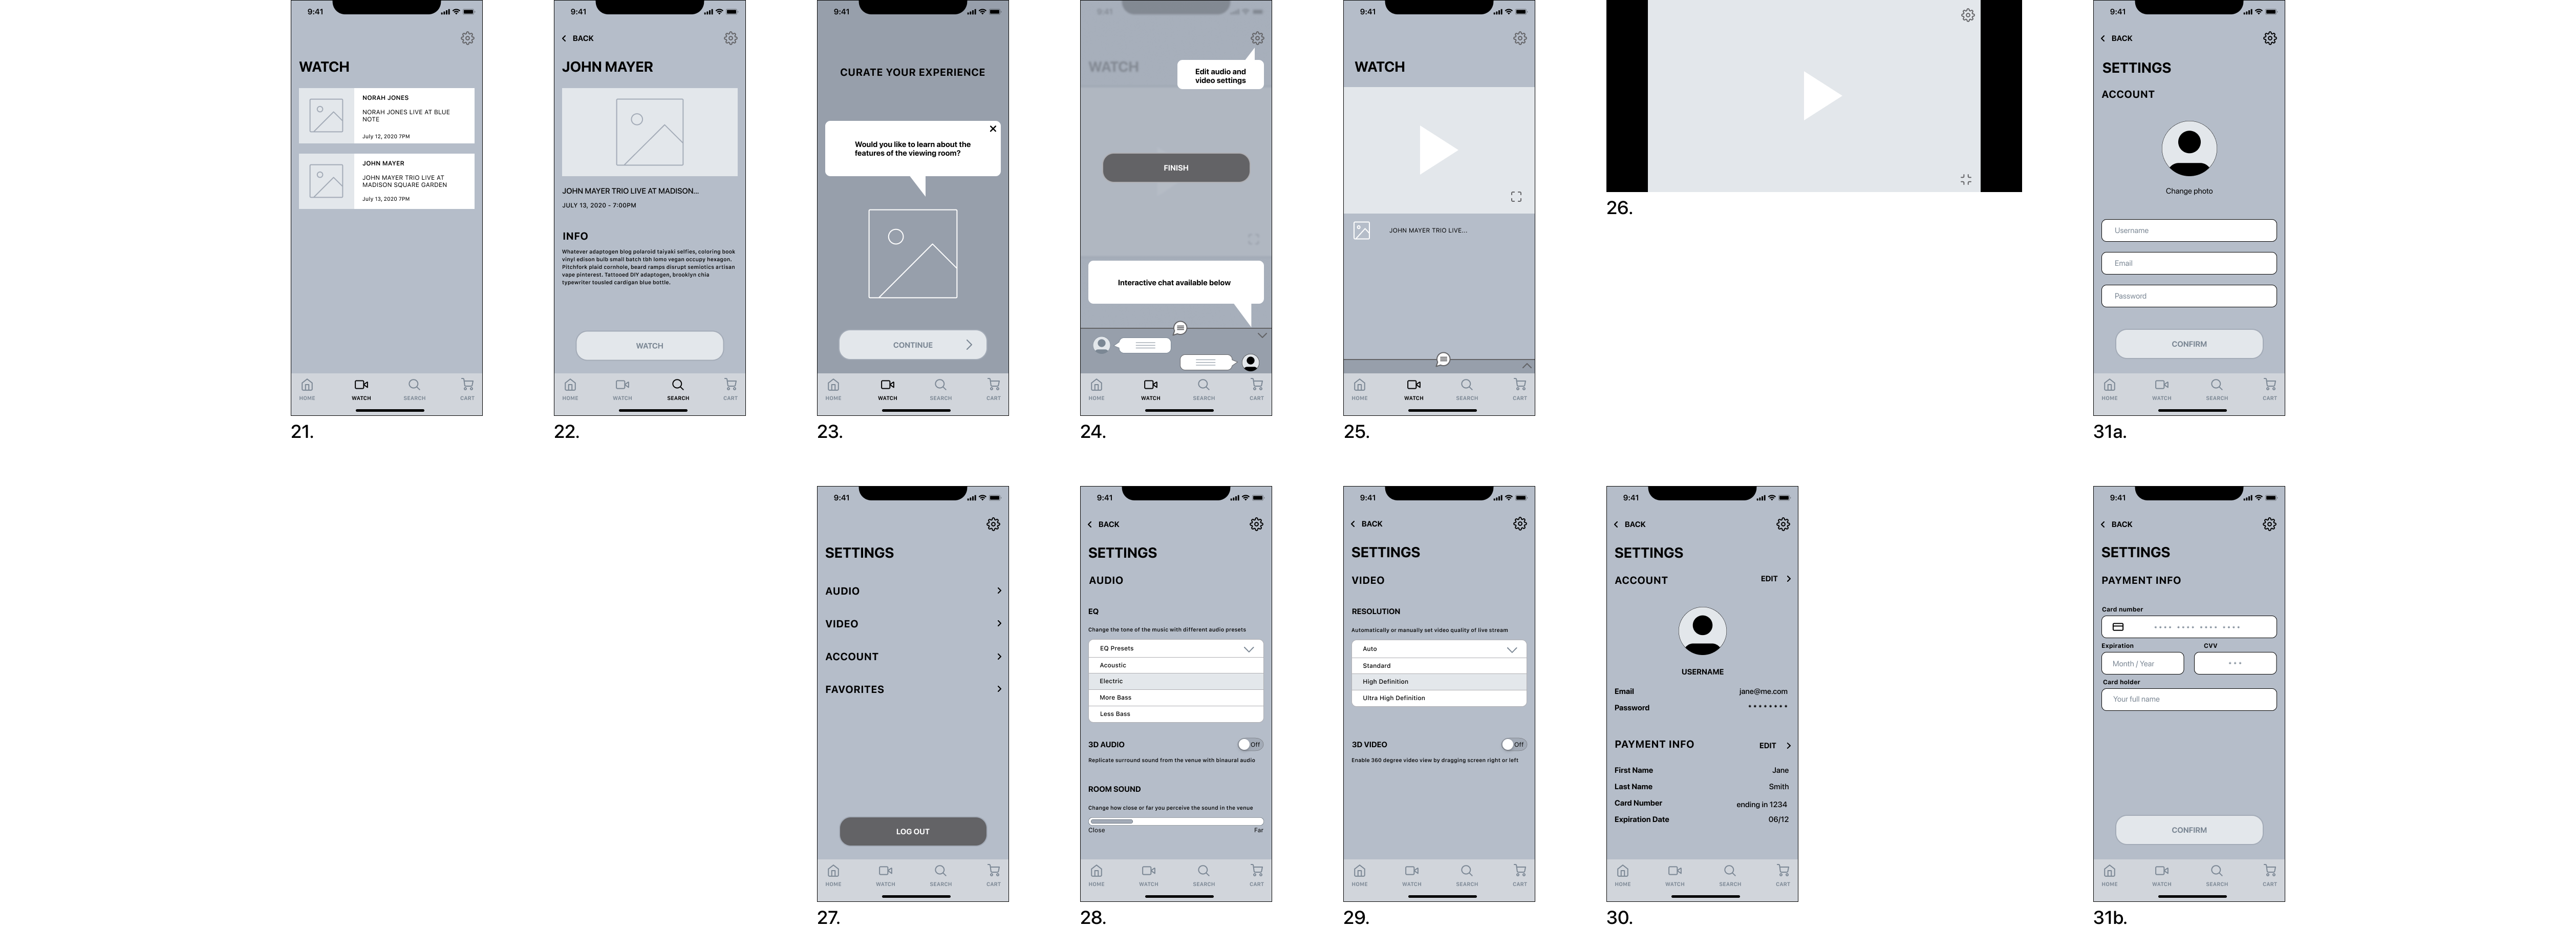 9:41
WATCH
NORAH JONES
NORAH JONES LIVE AT BLUE
NOTE
July 12, 2020 7PM
JOHN MAYER
JOHN MAYER TRIO LIVE AT
MADISON SQUARE GARDEN
July 13, 2020 7PM
HOME
WATCH
SEARCH
CART
21.
9:41
BACK
JOHN MAYER
JOHN MAYER TRIO LIVE AT MADISON...
JULY 13, 2020 - 7:00PM
INFO
Whatever adaptogen blog polaroid taiyaki selfies, coloring book
vinyl edison bulb small batch tbh lomo vegan occupy hexagon.
Pitchfork plaid cornhole, beard ramps disrupt semiotics artisan
vape pinterest. Tattooed DIY adaptogen, brooklyn chia
typewriter tousled cardigan blue bottle.
WATCH
HOME
WATCH
SEARCH
CART
22.
9:41
CURATE YOUR EXPERIENCE
Would you like to learn about the
features of the viewing room?
CONTINUE
HOME
WATCH
SEARCH
CART
23.
9:41
WATCH
Edit audio and
video settings
FINISH
Interactive chat available below
HOME
WATCH
SEARCH
CART
24.
9:41
WATCH
JOHN MAYER TRIO LIVE...
HOME
WATCH
SEARCH
CART
25.
26.
9:41
BACK
SETTINGS
ACCOUNT
Change photo
Username
Email
Password
CONFIRM
HOME
WATCH
SEARCH
CART
31a.
9:41
SETTINGS
AUDIO
VIDEO
ACCOUNT
FAVORITES
LOG OUT
HOME
WATCH
SEARCH
CART
27.
9:41
BACK
SETTINGS
AUDIO
EQ
Change the tone of the music with different audio presets
EQ Presets
Acoustic
Electric
More Bass
Less Bass
3D AUDIO
Off
Replicate surround sound from the venue with binaural audio
ROOM SOUND
Change how close or far you perceive the sound in the venue
Close
Far
HOME
WATCH
SEARCH
CART
28.
9:41
BACK
SETTINGS
VIDEO
RESOLUTION
Automatically or manually set video quality of live stream
Auto
Standard
High Definition
Ultra High Definition
3D VIDEO
Off
Enable 360 degree video view by dragging screen right or left
HOME
WATCH
SEARCH
CART
29.
9:41
BACK
SETTINGS
ACCOUNT
EDIT
USERNAME
Email
jane@me.com
Password
PAYMENT INFO
EDIT
First Name
Jane
Last Name
Smith
Card Number
ending in 1234
Expiration Date
06/12
HOME
WATCH
SEARCH
CART
30.
9:41
BACK
SETTINGS
PAYMENT INFO
Card number
Expiration
CVV
Month / Year
Card holder
Your full name
CONFIRM
HOME
WATCH
SEARCH
CART
31b.